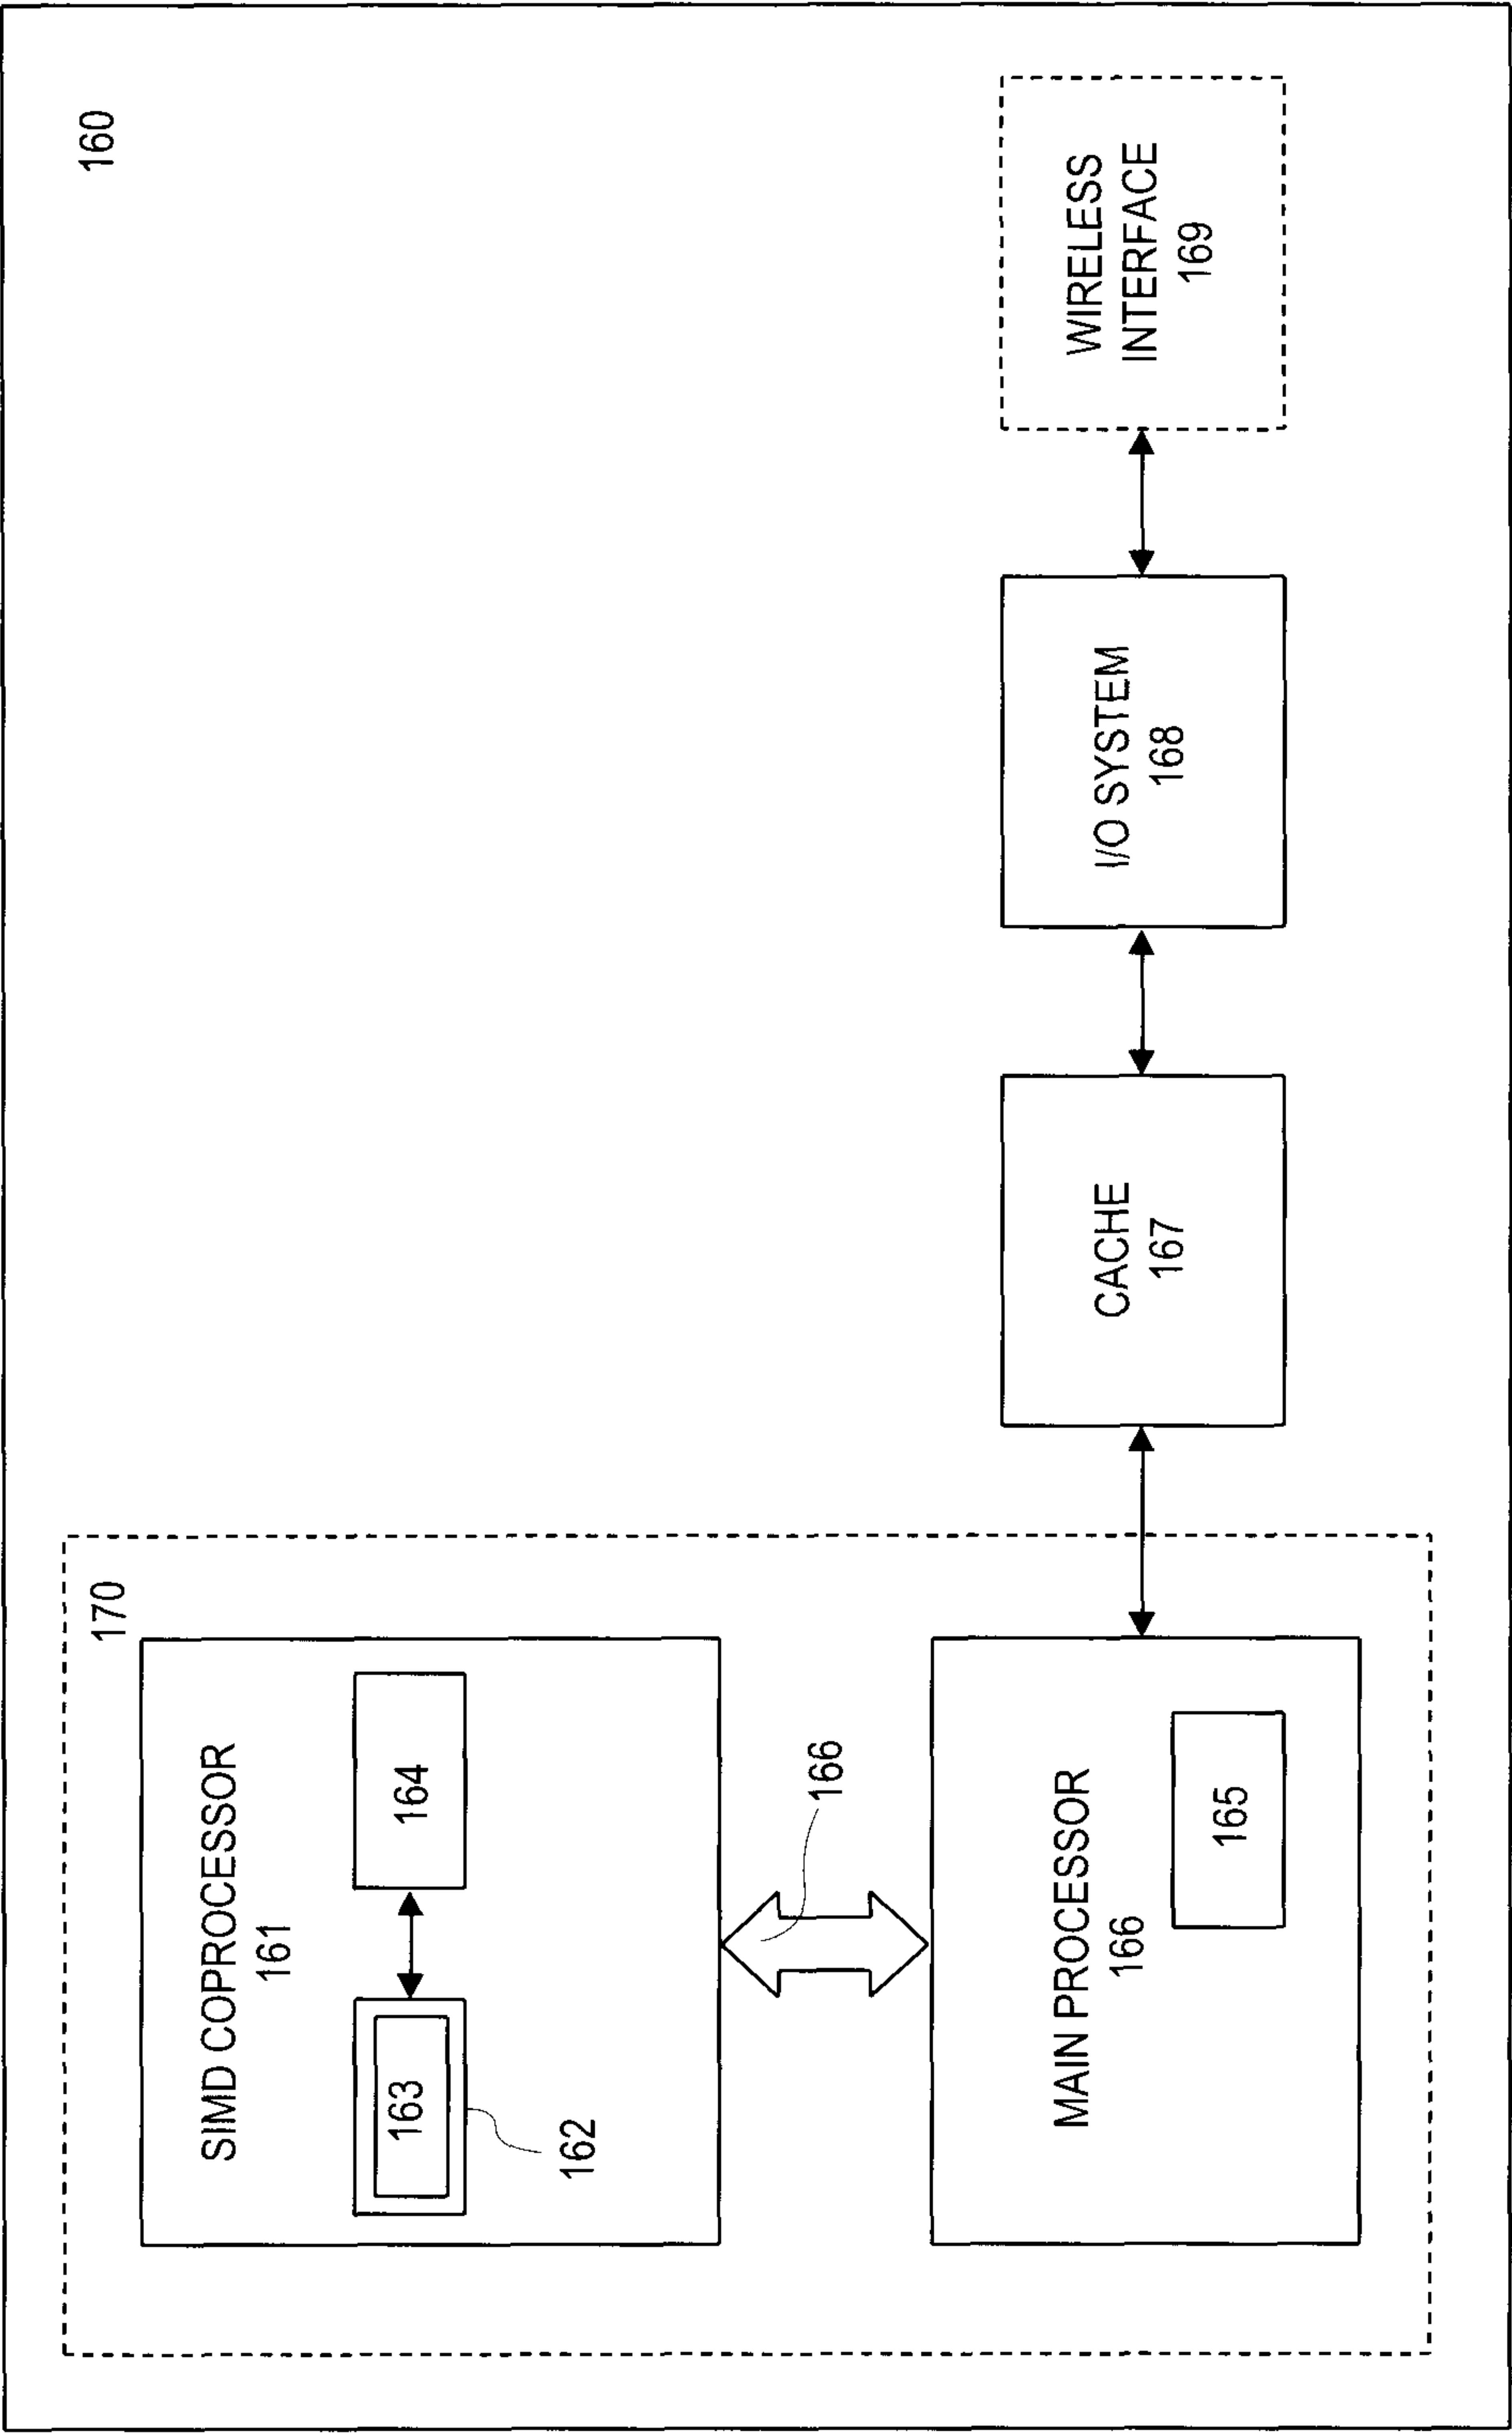 160
170
SIMD COPROCESSOR
161
163
164
162
166
MAIN PROCESSOR
166
165
CACHE
167
I/O SYSTEM
168
WIRELESS
INTERFACE
169